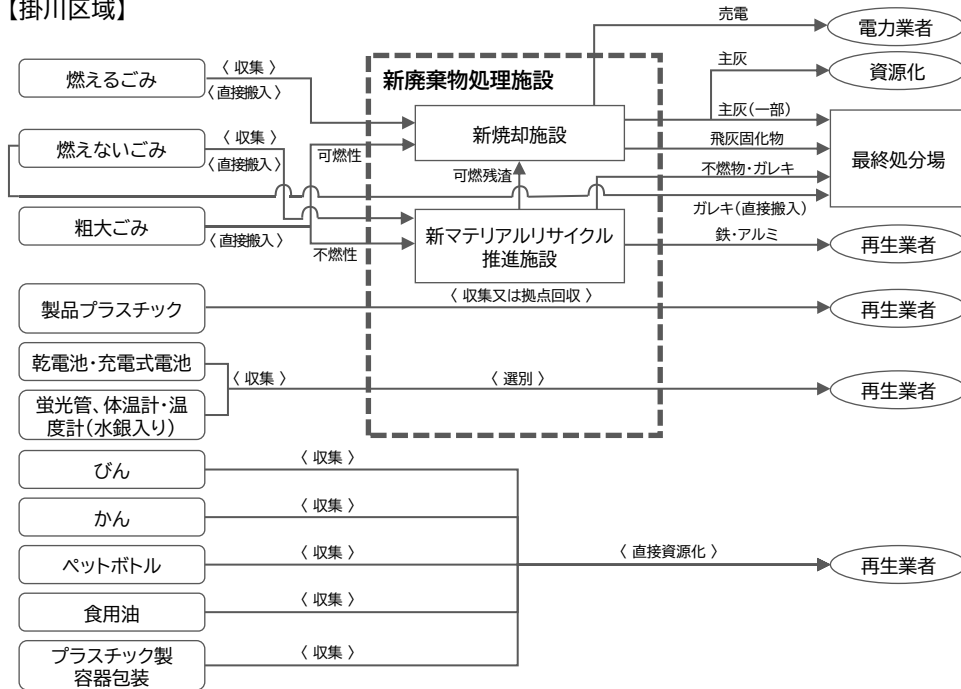 【掛川区域】
売電
電力業者
燃えるごみ
〈 収集 〉
〈直接搬入〉
新廃棄物処理施設
主灰
資源化
新焼却施設
主灰(一部)
飛灰固化物
燃えないごみ
〈 収集 〉
〈直接搬入〉
可燃性
可燃残渣
不燃物・ガレキ
最終処分場
ガレキ(直接搬入)
粗大ごみ
〈直接搬入〉
不燃性
新マテリアルリサイクル
推進施設
鉄・アルミ
再生業者
製品プラスチック
〈 収集又は拠点回収 〉
再生業者
乾電池・充電式電池
〈 収集 〉
〈 選別 〉
再生業者
蛍光管、体温計・温
度計(水銀入り)
びん
〈 収集 〉
かん
〈 収集 〉
ペットボトル
〈 収集 〉
〈 直接資源化 〉
再生業者
食用油
〈 収集 〉
プラスチック製
容器包装
〈 収集 〉